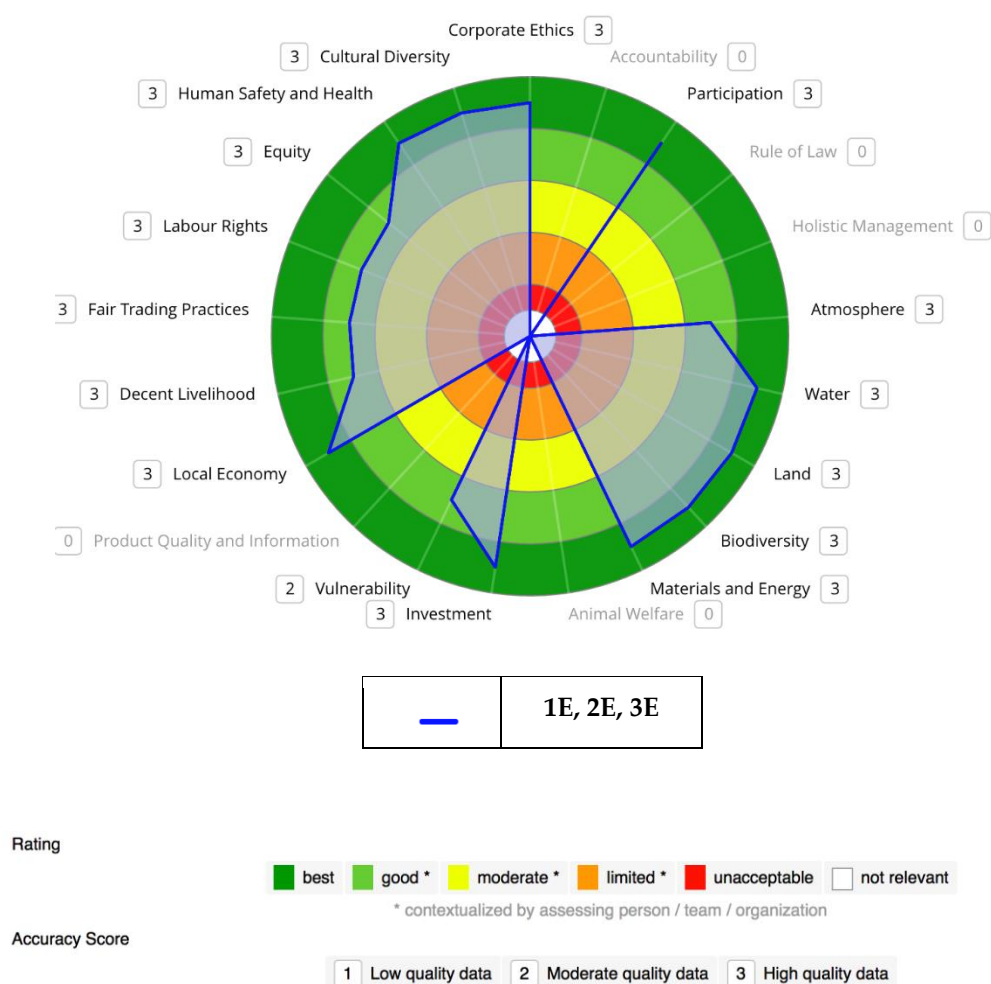 Corporate Ethics 3
3 Cultural Diversity
Accountability 0
3 Human Safety and Health
Participation 3
3 Equity
Rule of Law 0
3 Labour Rights
Holistic Management 0
3 Fair Trading Practices
Atmosphere 3
3 Decent Livelihood
Water 3
3 Local Economy
Land 3
0 Product Quality and Information
Biodiversity 3
2 Vulnerability
Materials and Energy 3
3 Investment
Animal Welfare 0
1E, 2E, 3E
Rating
best good * moderate * limited * unacceptable not relevant
* contextualized by assessing person / team / organization
Accuracy Score
1 Low quality data 2 Moderate quality data 3 High quality data